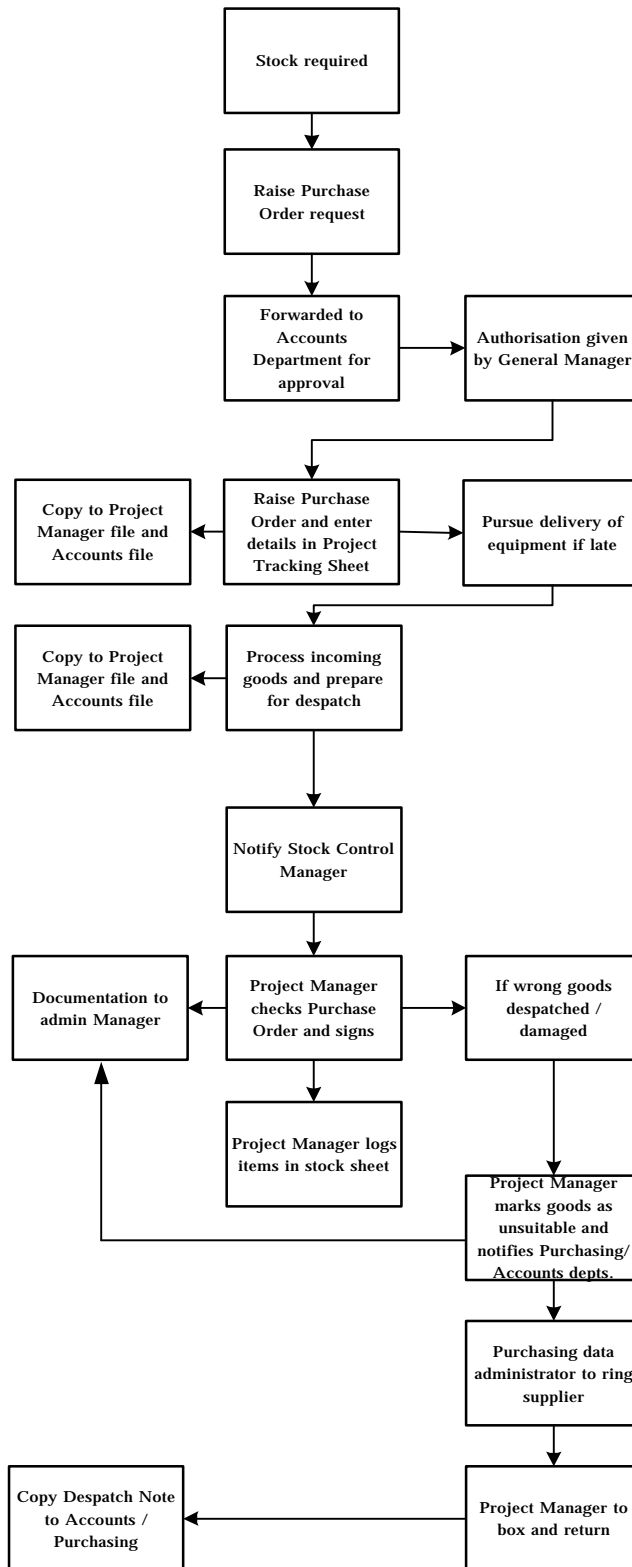 Stock required
Raise Purchase
Order request
Forwarded to
Accounts
Department for
approval
Authorisation given
by General Manager
Copy to Project
Manager file and
Accounts file
Raise Purchase
Order and enter
details in Project
Tracking Sheet
Pursue delivery of
equipment if late
Copy to Project
Manager file and
Accounts file
Process incoming
goods and prepare
for despatch
Notify Stock Control
Manager
Documentation to
admin Manager
Project Manager
checks Purchase
Order and signs
If wrong goods
despatched /
damaged
Project Manager logs
items in stock sheet
Project Manager
marks goods as
unsuitable and
notifies Purchasing/
Accounts depts.
Purchasing data
administrator to ring
supplier
Copy Despatch Note
to Accounts /
Purchasing
Project Manager to
box and return